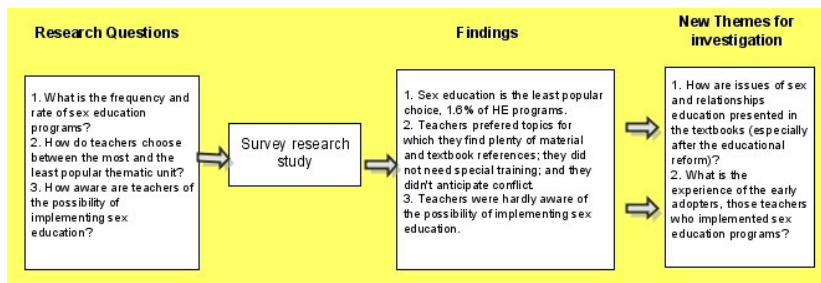 Research Questions
1. What is the frequency and
rate of sex education
programs?
2. How do teachers choose
between the most and the
least popular thematic unit?
3. How aware are teachers of
the possibility of
implementing sex
education?
Survey research
study
Findings
1. Sex education is the least popular
choice, 1.6% of HE programs.
2. Teachers prefered topics for
which they find plenty of material
and textbook references; they did
not need special training; and they
didn't anticipate conflict.
3. Teachers were hardly aware of
the possibility of implementing sex
education.
New Themes for
investigation
1. How are issues of sex
and relationships
education presented in
the textbooks (especially
after the educational
reform)?
2. What is the
experience of the early
adopters, those teachers
who implemented sex
education programs?